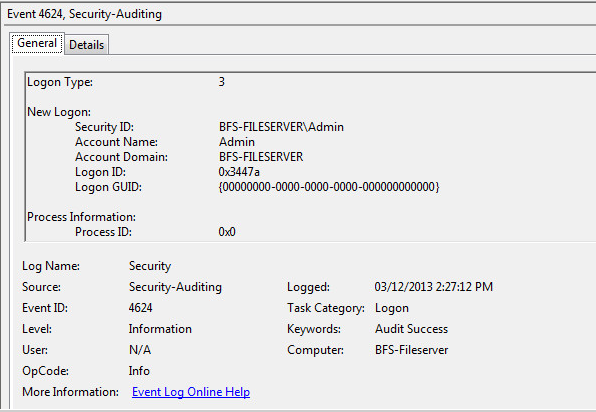 Event 4624, Security-Auditing
General Details
Logon Type: 3
New Logon:
Security ID: BFS-FILESERVER\Admin
Account Name: Admin
Account Domain: BFS-FILESERVER
Logon ID: 0x3447a
Logon GUID: {00000000-0000-0000-0000-000000000000}
Process Information:
Process ID: 0x0
Log Name: Security
Source: Security-Auditing Logged: 03/12/2013 2:27:12 PM
Event ID: 4624 Task Category: Logon
Level: Information Keywords: Audit Success
User: N/A Computer: BFS-Fileserver
OpCode: Info
More Information: Event Log Online Help